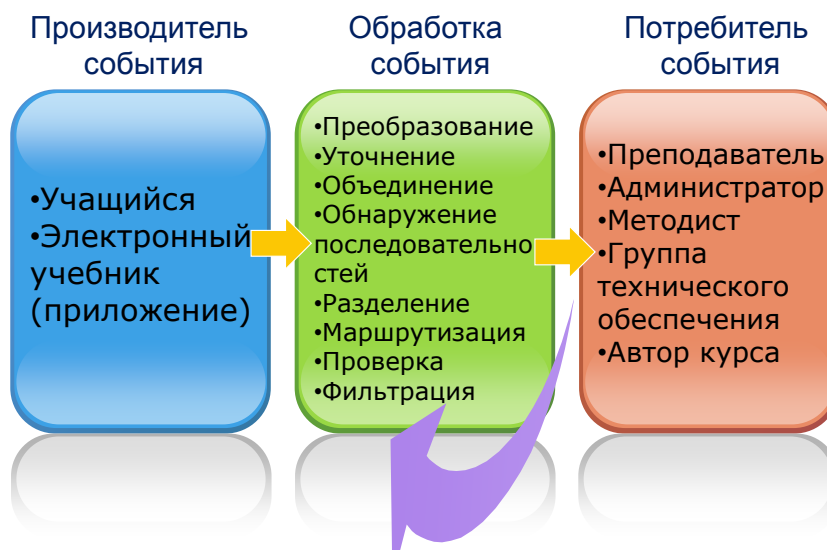 Производитель
события
Обработка
события
Потребитель
события
•Учащийся
•Электронный
учебник
(приложение)
•Преобразование
•Уточнение
•Объединение
•Обнаружение
последовательно
стей
•Разделение
•Маршрутизация
•Проверка
•Фильтрация
•Преподаватель
•Администратор
•Методист
•Группа
технического
обеспечения
•Автор курса